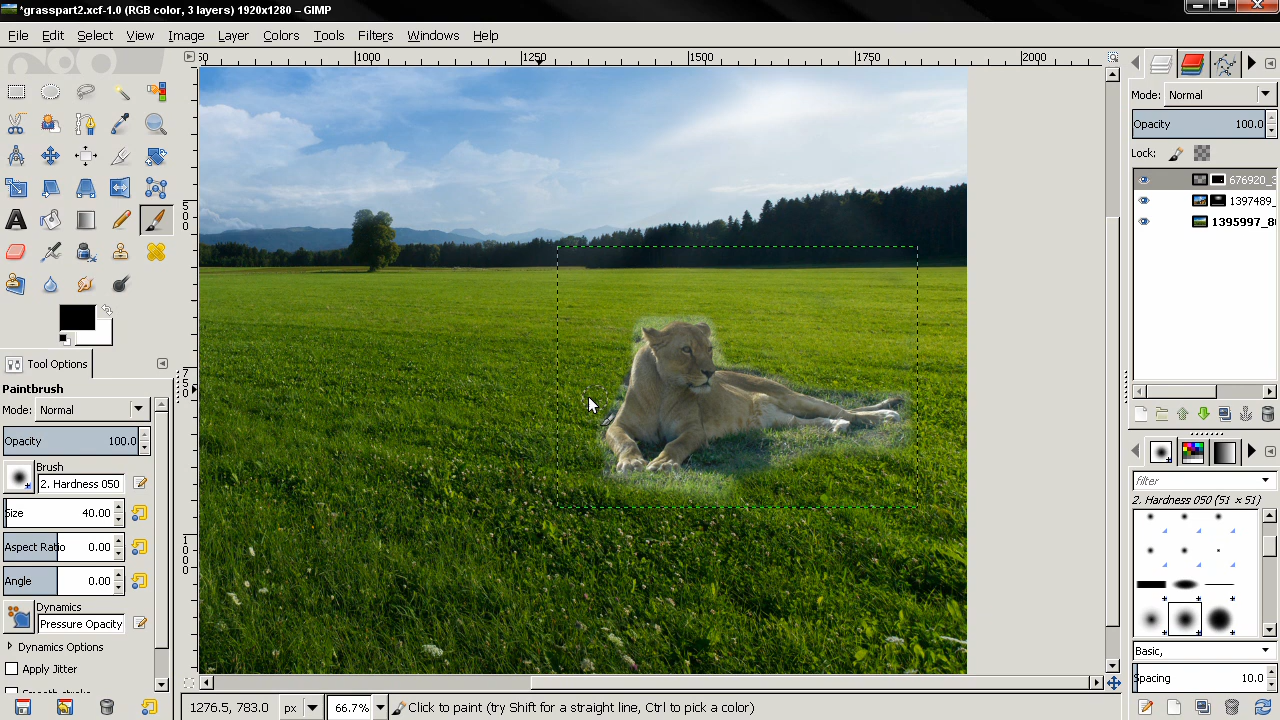 *grasspart2.xcf-1.0 (RGB color, 3 layers) 1920x1280 – GIMP
File Edit Select View Image Layer Colors Tools Filters Windows Help
1000 1250 1500 1750 2000
500
750
1000
Tool Options
Paintbrush
Mode: Normal
Opacity 100.0
Brush
2. Hardness 050
Size 40.00
Aspect Ratio 0.00
Angle 0.00
Dynamics
Pressure Opacity
Dynamics Options
Apply Jitter
1276.5, 783.0 px 66.7% Click to paint (try Shift for a straight line, Ctrl to pick a color)
Mode: Normal
Opacity 100.0
Lock:
676920_
1397489_
filter
2. Hardness 050 (51 × 51)
Basic,
Spacing 10.0